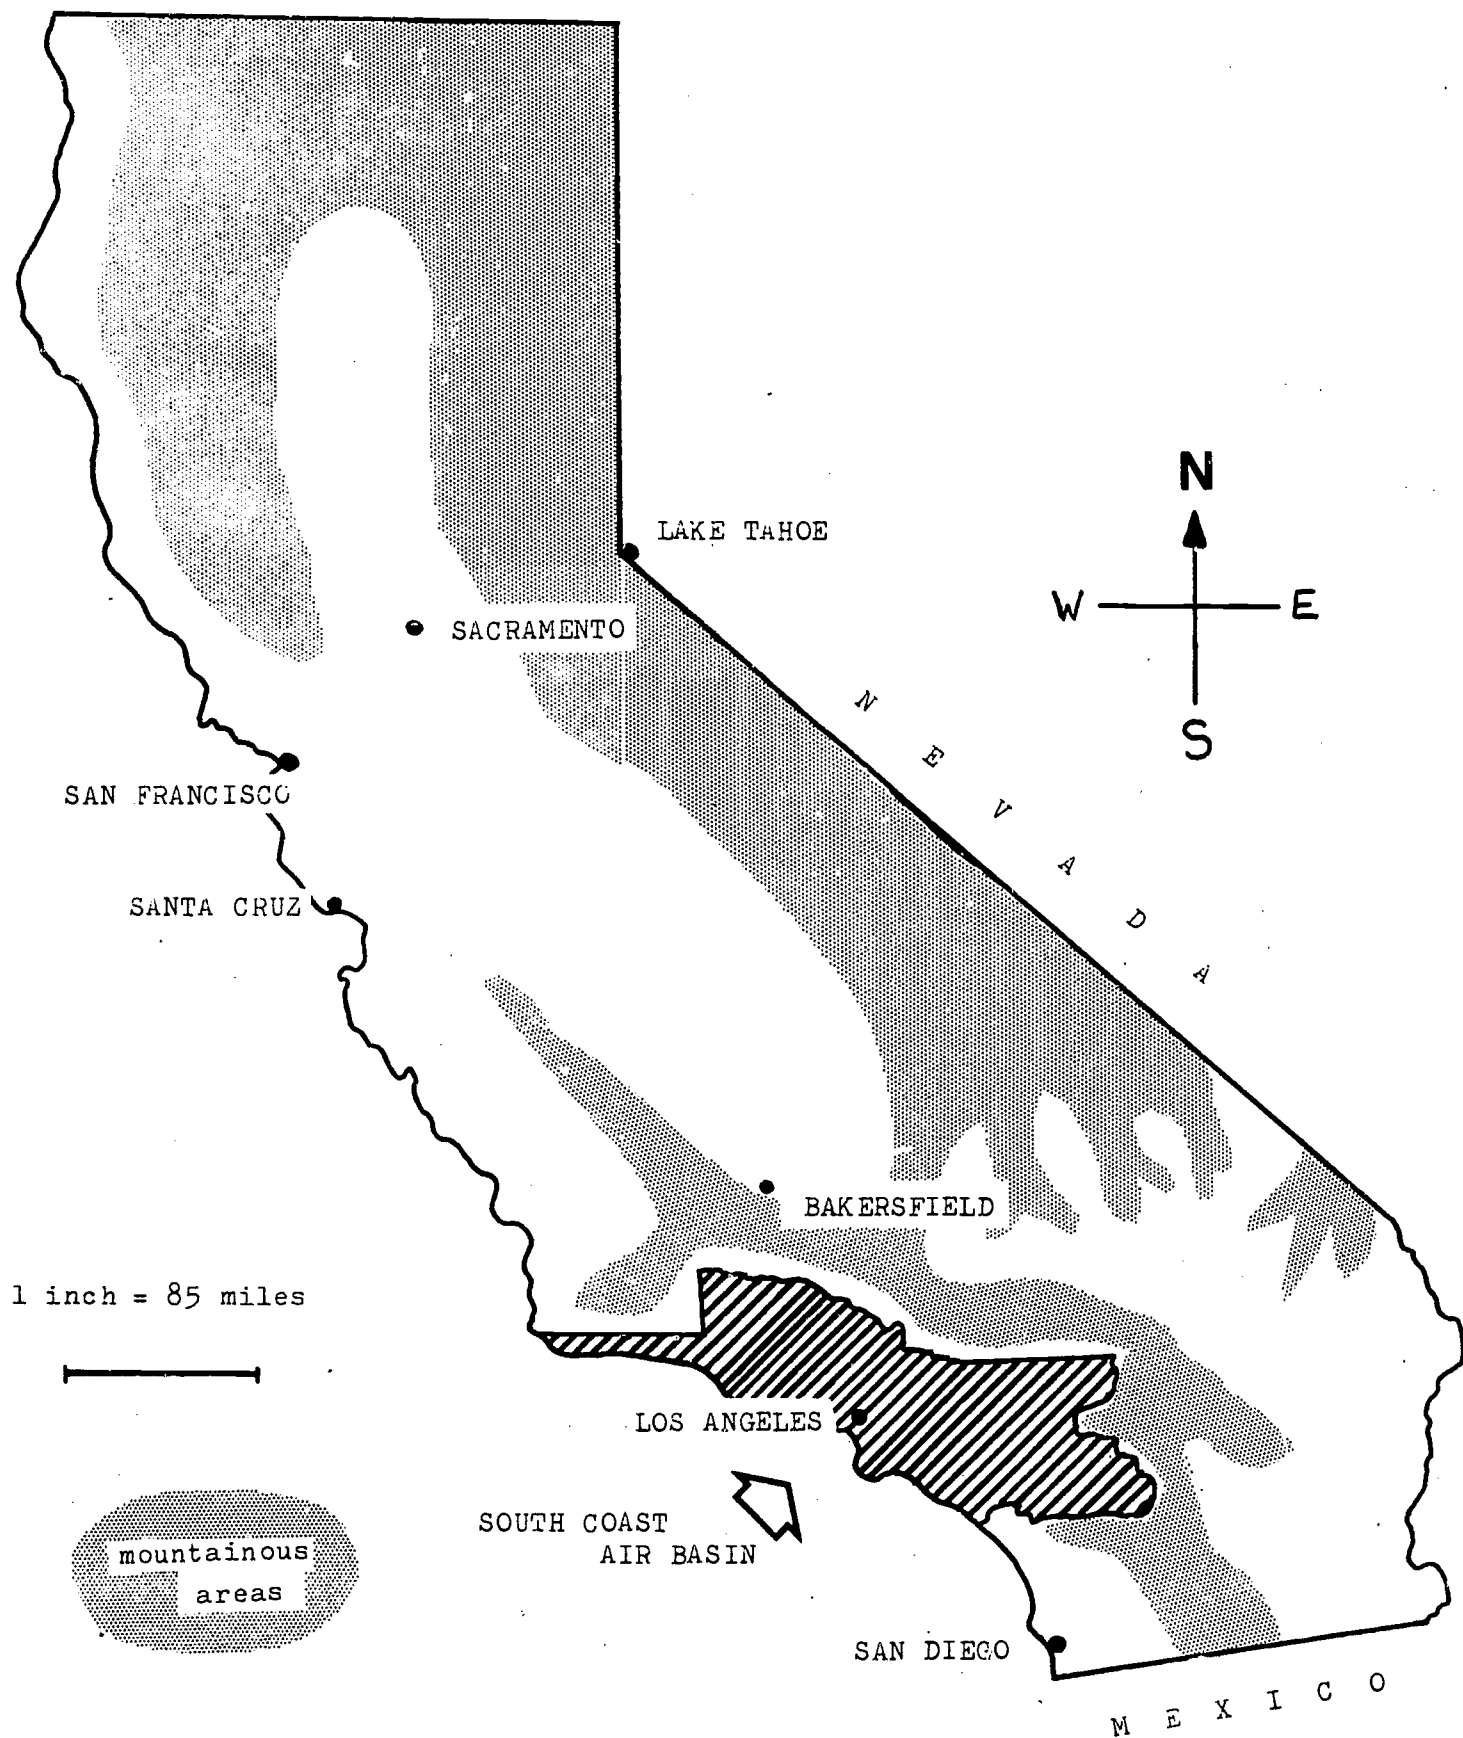 LAKE TAHOE
N
W E
S
SACRAMENTO
NEVADA
SAN FRANCISCO
SANTA CRUZ
BAKERSFIELD
1 inch = 85 miles
LOS ANGELES
SOUTH COAST
AIR BASIN
mountainous
areas
SAN DIEGO
MEXICO